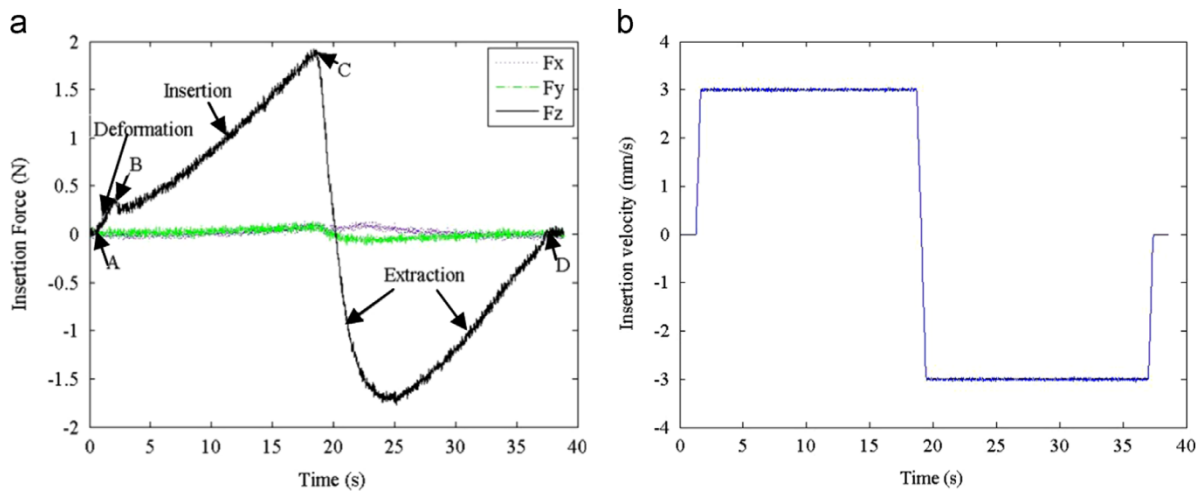 a
Insertion Force (N)
2
1.5
1
0.5
0
-0.5
-1
-1.5
-2
0 5 10 15 20 25 30 35 40
Time (s)
Deformation
Insertion
A
B
C
D
Extraction
Fx
Fy
Fz
b
Insertion velocity (mm/s)
4
3
2
1
0
-1
-2
-3
-4
0 5 10 15 20 25 30 35 40
Time (s)